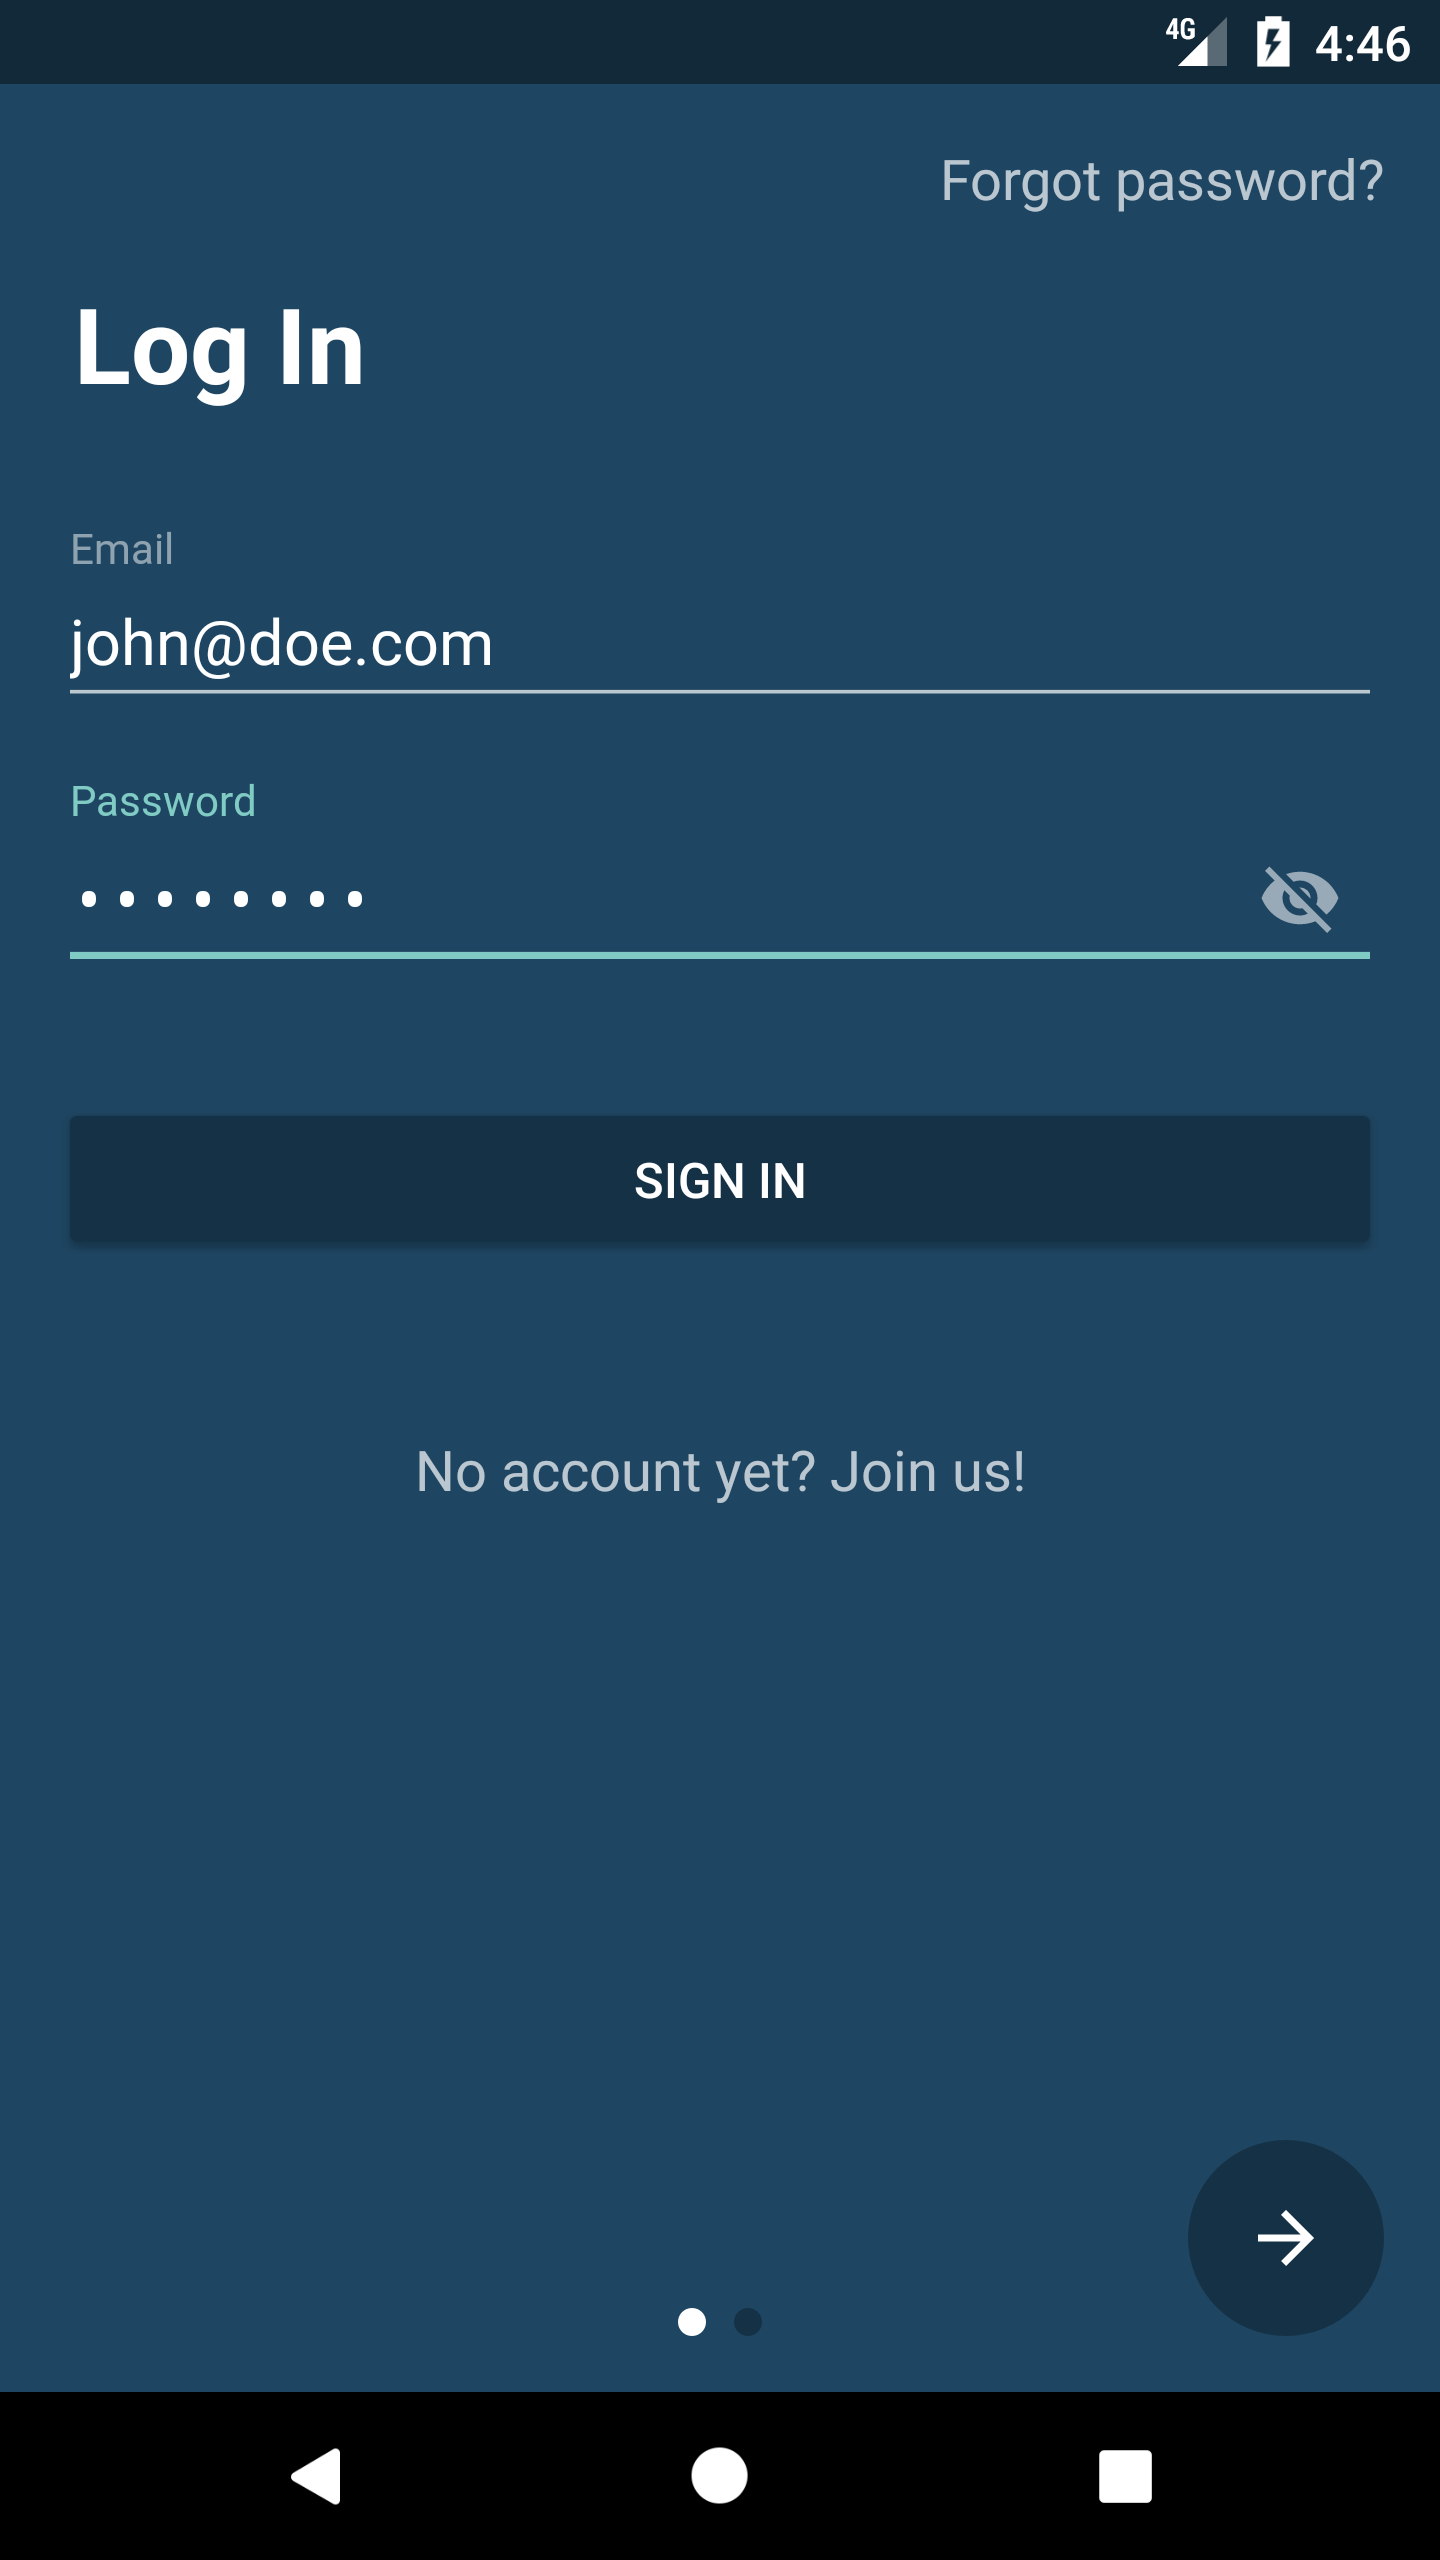 4G 4:46
Forgot password?
Log In
Email
john@doe.com
Password
••••••••
SIGN IN
No account yet? Join us!